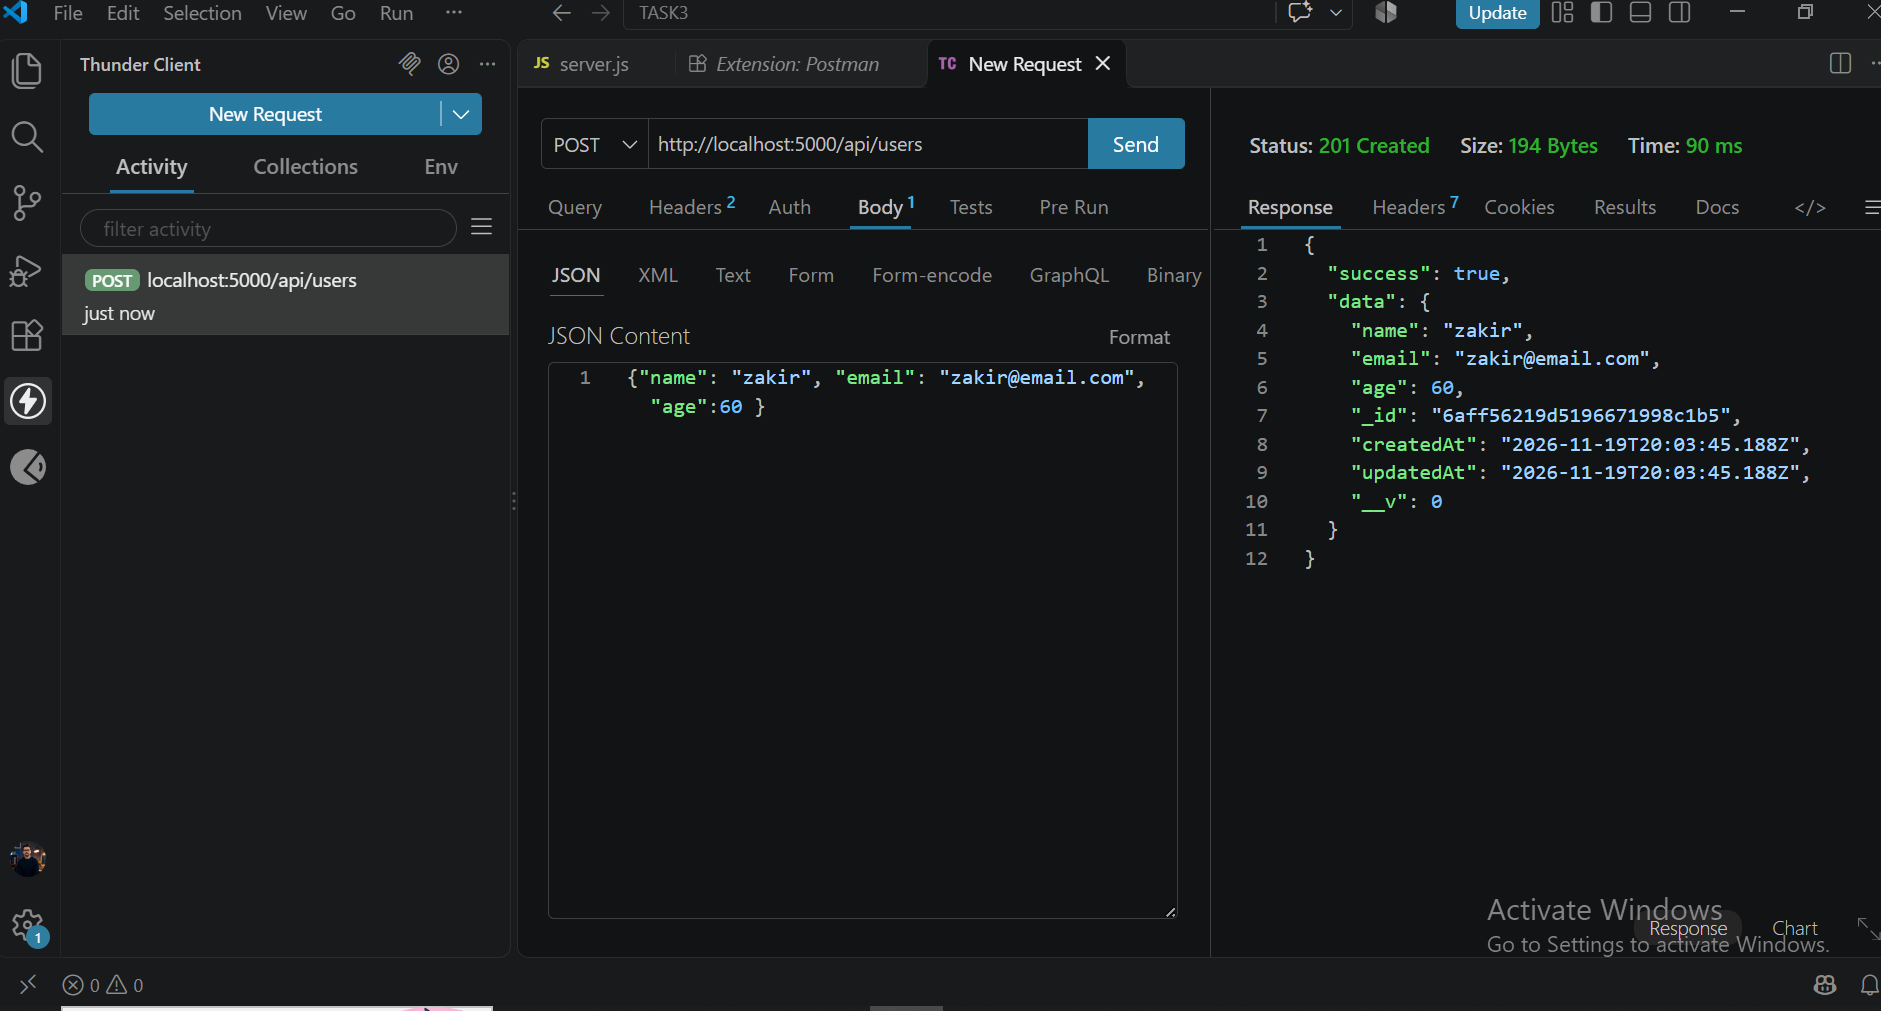 File Edit Selection View Go Run ···
TASK3
Update
Thunder Client
New Request
Activity Collections Env
filter activity
POST localhost:5000/api/users
just now
JS server.js
Extension: Postman
TC New Request
POST http://localhost:5000/api/users Send
Query Headers 2 Auth Body 1 Tests Pre Run
JSON XML Text Form Form-encode GraphQL Binary
JSON Content Format
1 {"name": "zakir", "email": "zakir@email.com",
"age":60 }
Status: 201 Created Size: 194 Bytes Time: 90 ms
Response Headers 7 Cookies Results Docs </>
1 {
2 "success": true,
3 "data": {
4 "name": "zakir",
5 "email": "zakir@email.com",
6 "age": 60,
7 "_id": "6aff56219d5196671998c1b5",
8 "createdAt": "2026-11-19T20:03:45.188Z",
9 "updatedAt": "2026-11-19T20:03:45.188Z",
10 "__v": 0
11 }
12 }
Activate Windows
Response Chart
Go to Settings to activate Windows.
1
0 0